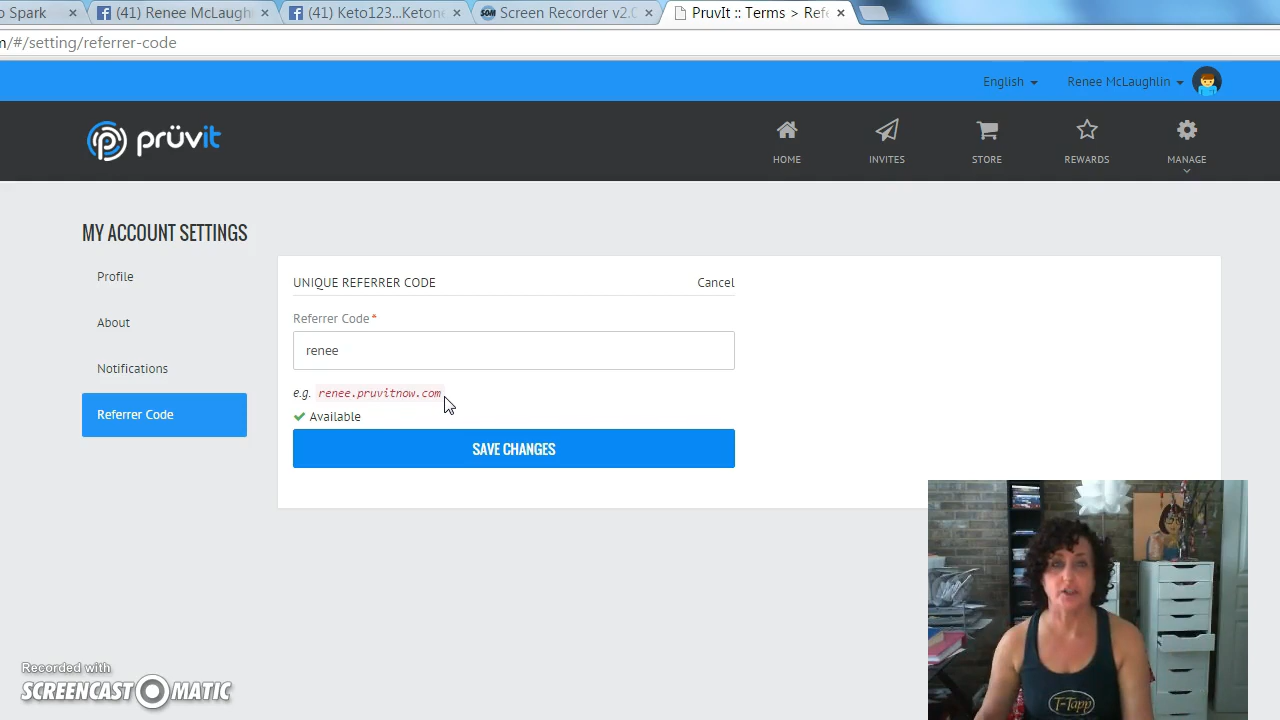 o Spark
(41) Renee McLaughl
(41) Keto123...Ketone
Screen Recorder v2.0
PruvIt :: Terms > Refe
/#/setting/referrer-code
English
Renee McLaughlin
prüvit
HOME
INVITES
STORE
REWARDS
MANAGE
MY ACCOUNT SETTINGS
Profile
About
Notifications
Referrer Code
UNIQUE REFERRER CODE
Cancel
Referrer Code*
renee
e.g. renee.pruvitnow.com
Available
SAVE CHANGES
T-Tapp
Recorded with
SCREENCAST-O-MATIC